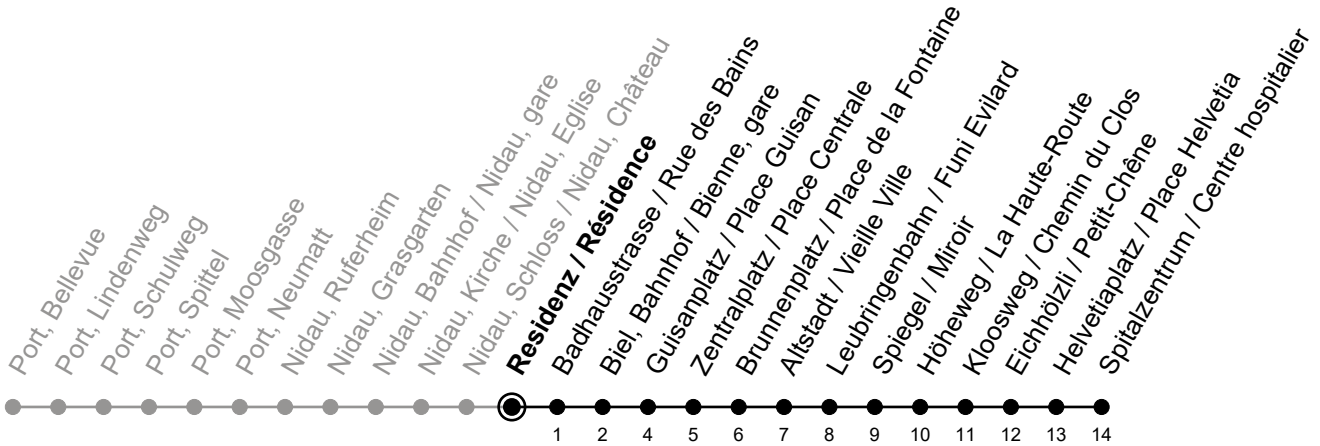 Port, Bellevue
Port, Lindenweg
Port, Schulweg
Port, Spittel
Port, Moosgasse
Port, Neumatt
Nidau, Ruferheim
Nidau, Grasgarten
Nidau, Bahnhof / Nidau, gare
Nidau, Kirche / Nidau, Eglise
Nidau, Schloss / Nidau, Château
Residenz / Résidence
Badhausstrasse / Rue des Bains
Biel, Bahnhof / Bienne, gare
Guisanplatz / Place Guisan
Zentralplatz / Place Centrale
Brunnenplatz / Place de la Fontaine
Altstadt / Vieille Ville
Leubringenbahn / Funi Evilard
Spiegel / Miroir
Höheweg / La Haute-Route
Kloosweg / Chemin du Clos
Eichhölzli / Petit-Chêne
Helvetiaplatz / Place Helvetia
Spitalzentrum / Centre hospitalier
1 2 4 5 6 7 8 9 10 11 12 13 14